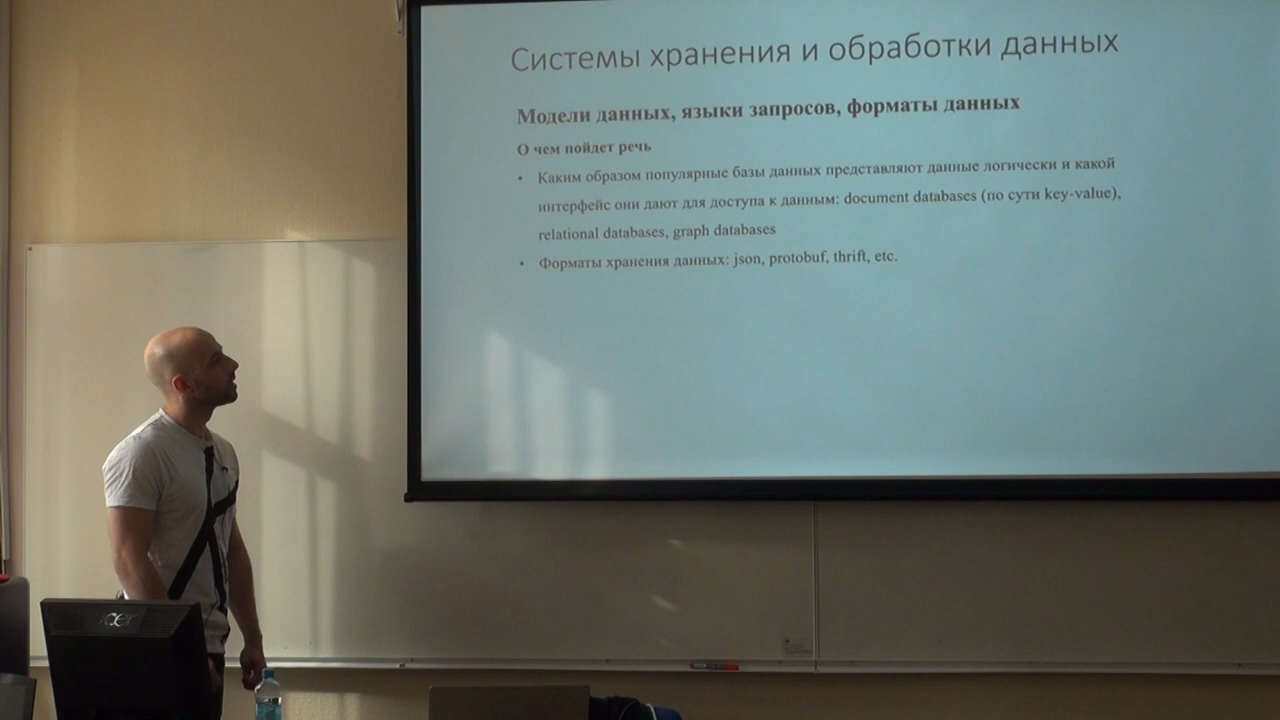 Системы хранения и обработки данных
Модели данных, языки запросов, форматы данных
О чем пойдет речь
• Каким образом популярные базы данных представляют данные логически и какой
интерфейс они дают для доступа к данным: document databases (по сути key-value),
relational databases, graph databases
• Форматы хранения данных: json, protobuf, thrift, etc.
acer